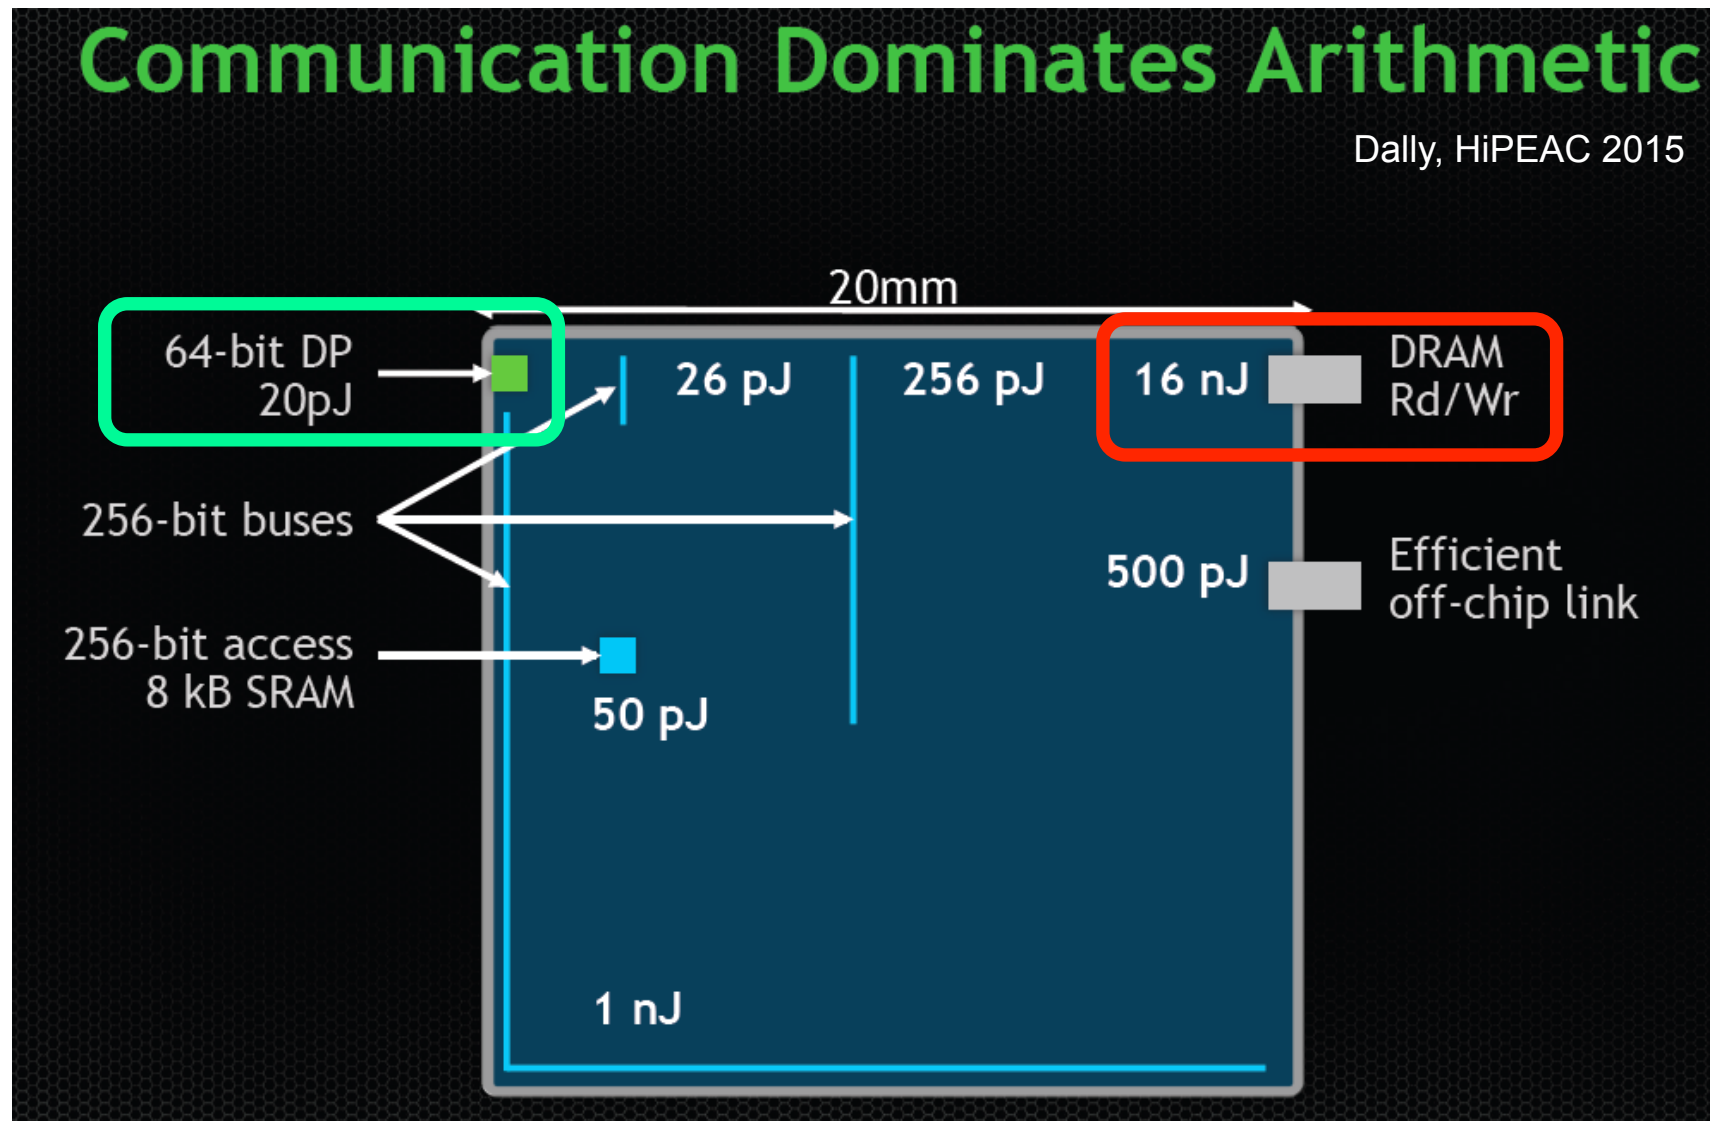 Communication Dominates Arithmetic
Dally, HiPEAC 2015
20mm
64-bit DP
20pJ
26 pJ
256 pJ
16 nJ
DRAM
Rd/Wr
256-bit buses
500 pJ
Efficient
off-chip link
256-bit access
8 kB SRAM
50 pJ
1 nJ